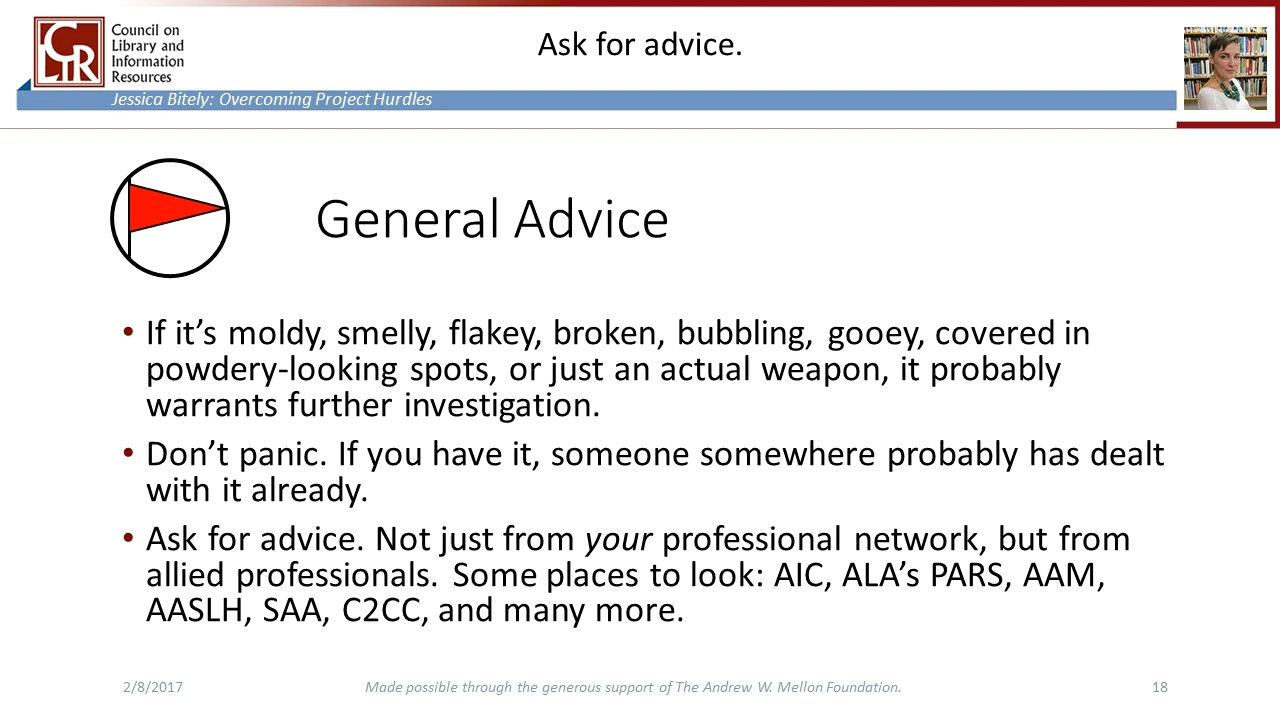 Council on
Library and
Information
Resources
CLIR
Ask for advice.
Jessica Bitely: Overcoming Project Hurdles
General Advice
• If it’s moldy, smelly, flakey, broken, bubbling, gooey, covered in
powdery-looking spots, or just an actual weapon, it probably
warrants further investigation.
• Don’t panic. If you have it, someone somewhere probably has dealt
with it already.
• Ask for advice. Not just from your professional network, but from
allied professionals. Some places to look: AIC, ALA’s PARS, AAM,
AASLH, SAA, C2CC, and many more.
2/8/2017
Made possible through the generous support of The Andrew W. Mellon Foundation.
18